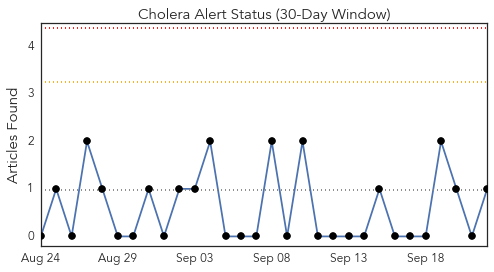 Cholera Alert Status (30-Day Window)
Articles Found
4
3
2
1
0
Aug 24 Aug 29 Sep 03 Sep 08 Sep 13 Sep 18